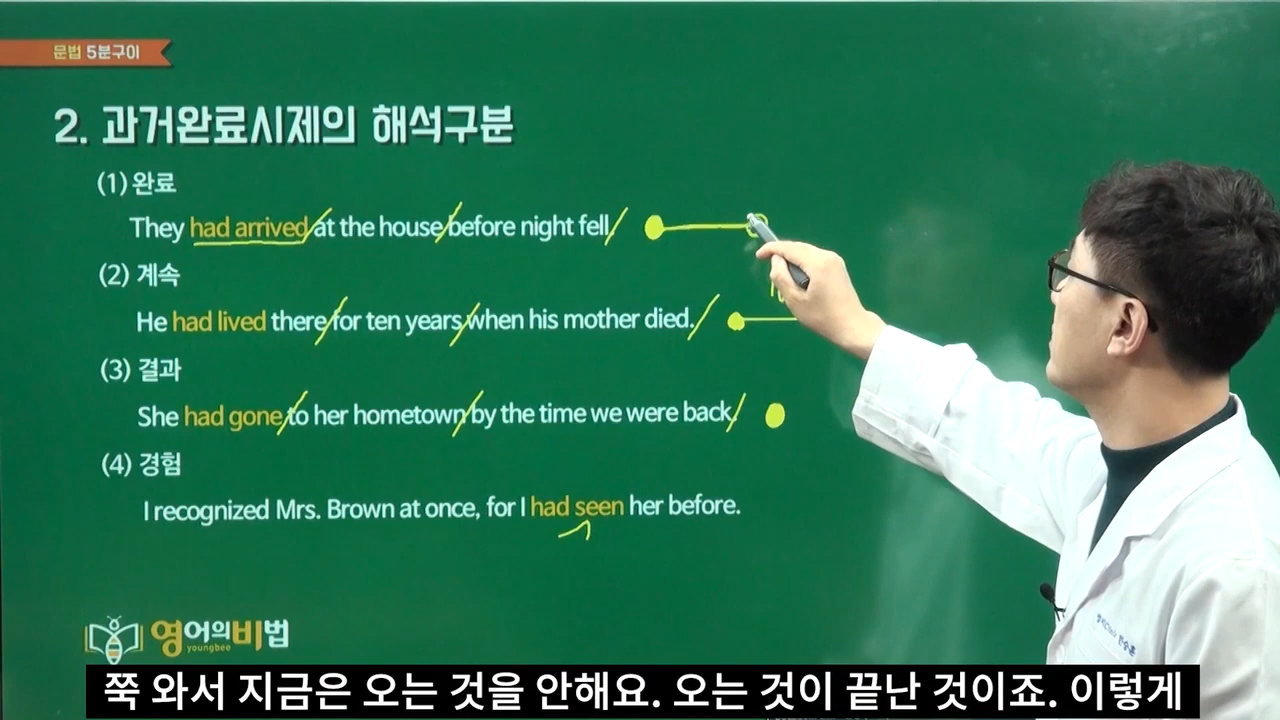 문법 5분구이
2. 과거완료시제의 해석구분
(1) 완료
They had arrived at the house before night fell.
(2) 계속
He had lived there for ten years when his mother died.
(3) 결과
She had gone to her hometown by the time we were back.
(4) 경험
I recognized Mrs. Brown at once, for I had seen her before.
영어의비법
youngbee
쭉 와서 지금은 오는 것을 안해요. 오는 것이 끝난 것이죠. 이렇게